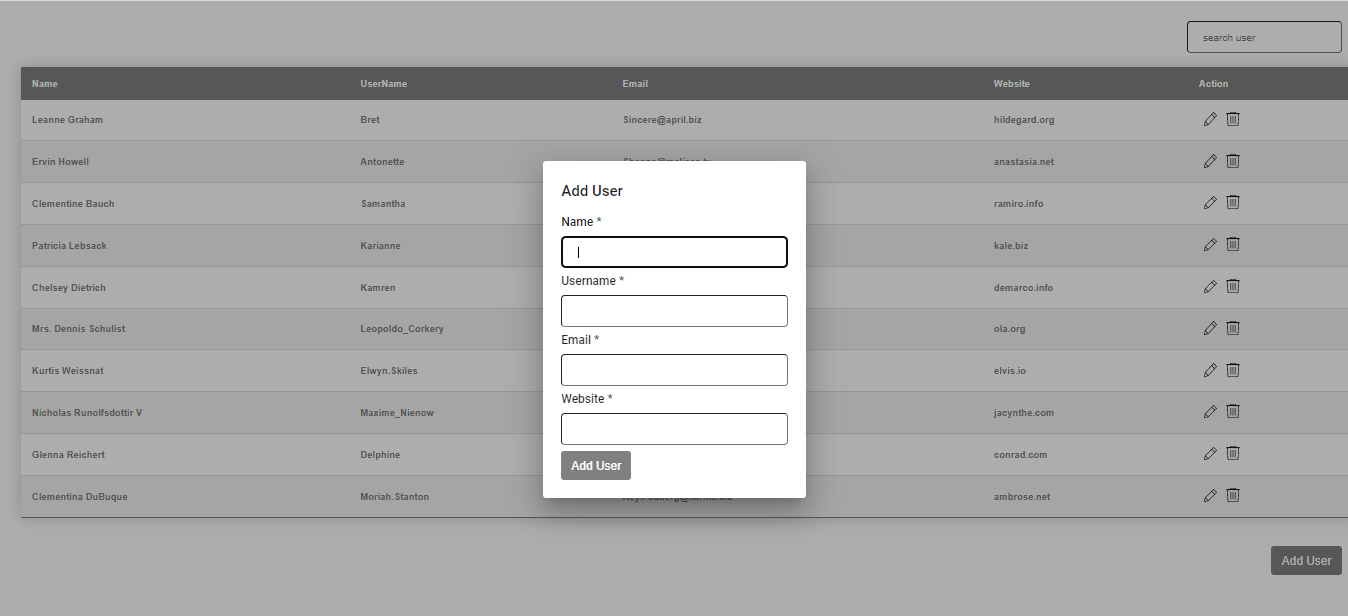 search user
Name UserName Email Website Action
Leanne Graham Bret Sincere@april.biz hildegard.org
Ervin Howell Antonette anastasia.net
Clementine Bauch Samantha ramiro.info
Patricia Lebsack Karianne kale.biz
Chelsey Dietrich Kamren demarco.info
Mrs. Dennis Schulist Leopoldo_Corkery ola.org
Kurtis Weissnat Elwyn.Skiles elvis.io
Nicholas Runolfsdottir V Maxime_Nienow jacynthe.com
Glenna Reichert Delphine conrad.com
Clementina DuBuque Moriah.Stanton ambrose.net
Add User
Name *
Username *
Email *
Website *
Add User
Add User